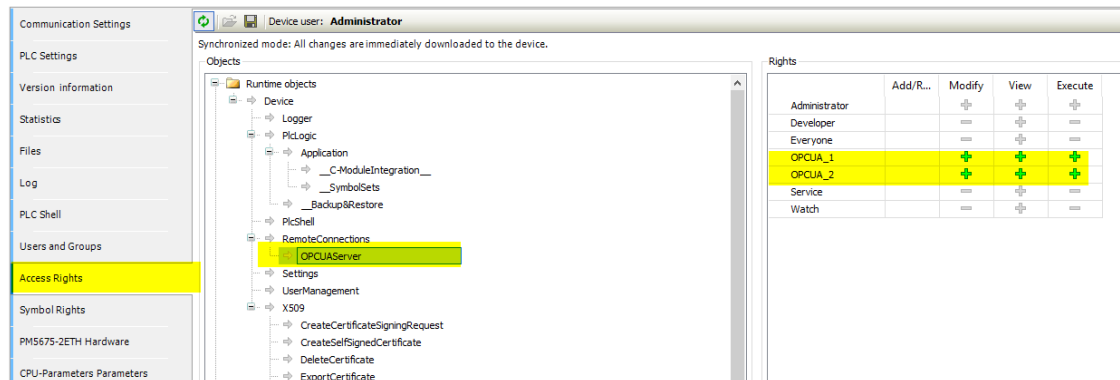 Communication Settings
PLC Settings
Version information
Statistics
Files
Log
PLC Shell
Users and Groups
Access Rights
Symbol Rights
PM5675-2ETH Hardware
CPU-Parameters Parameters
Device user: Administrator
Synchronized mode: All changes are immediately downloaded to the device.
Objects
Runtime objects
Device
Logger
PlcLogic
Application
__C-ModuleIntegration__
__SymbolSets
__Backup&Restore
PlcShell
RemoteConnections
OPCUAServer
Settings
UserManagement
X509
CreateCertificateSigningRequest
CreateSelfSignedCertificate
DeleteCertificate
ExportCertificate
Rights
Add/R... Modify View Execute
Administrator
Developer
Everyone
OPCUA_1
OPCUA_2
Service
Watch